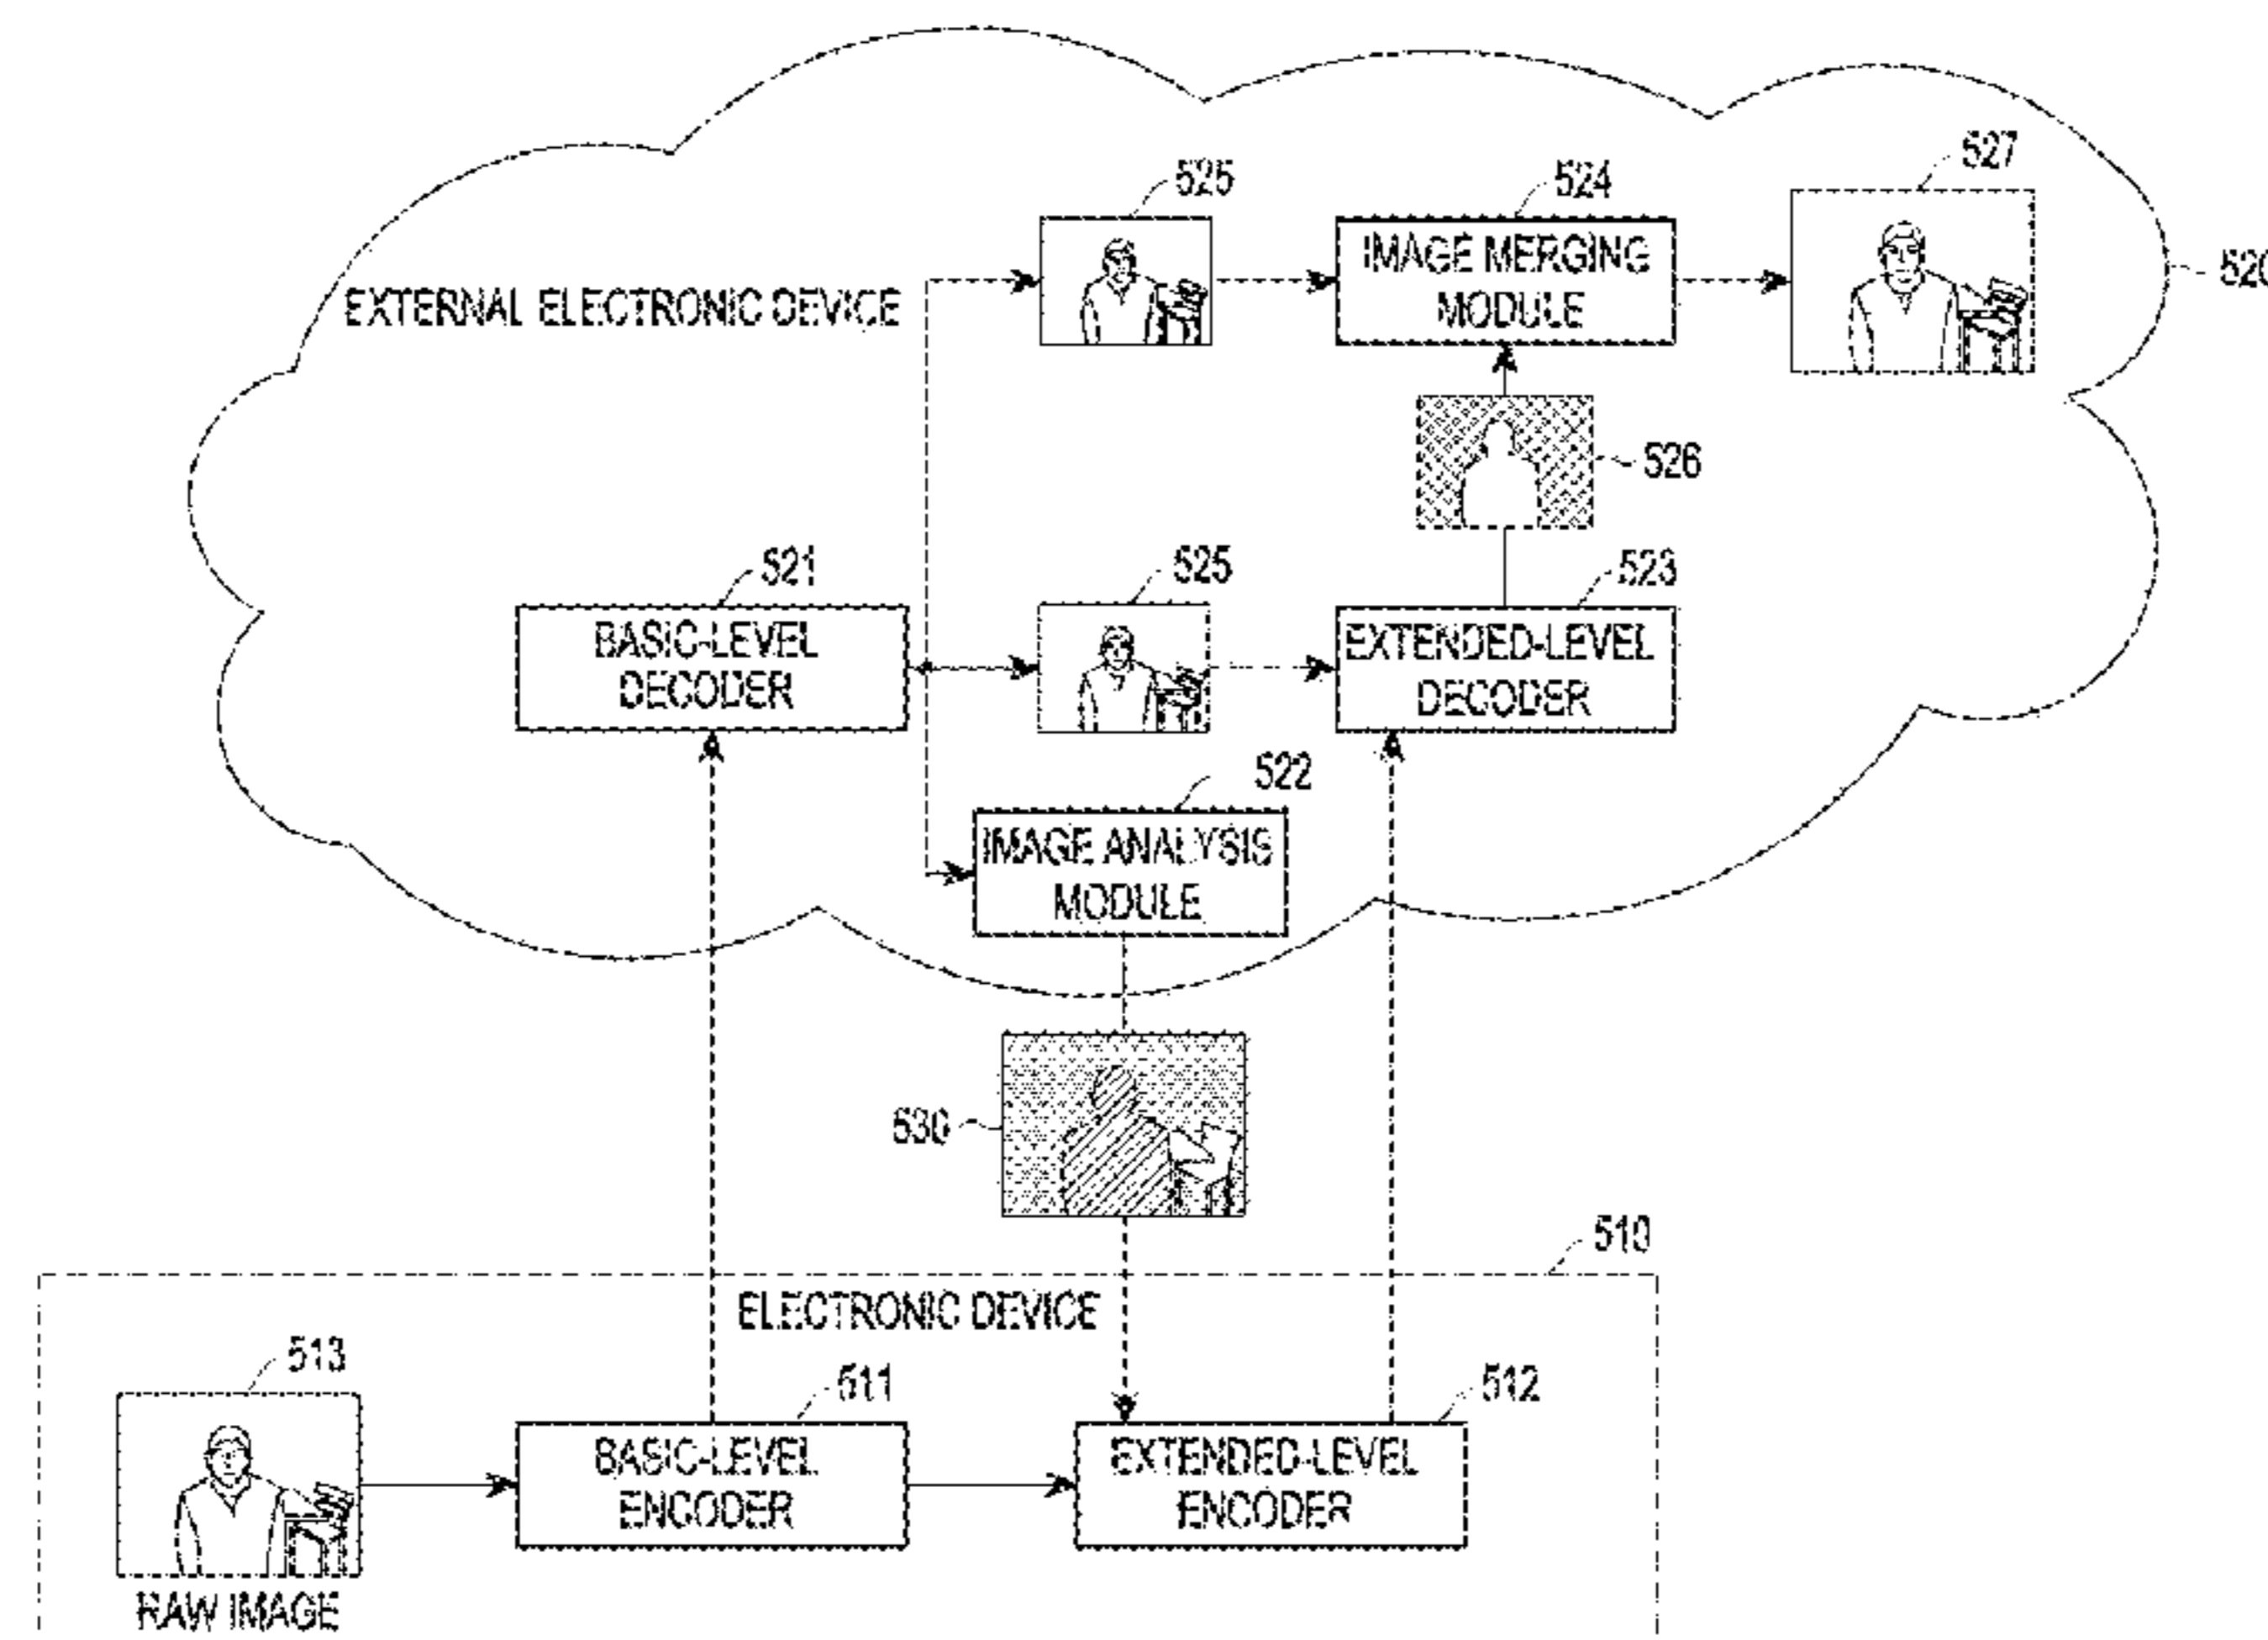 527
525
524
IMAGE MERGING
MODULE
EXTERNAL ELECTRONIC DEVICE
526
521
525
523
BASIC-LEVEL
DECODER
EXTENDED-LEVEL
DECODER
522
IMAGE ANALYSIS
MODULE
530
510
ELECTRONIC DEVICE
513
511
512
BASIC-LEVEL
ENCODER
EXTENDED-LEVEL
ENCODER
RAW IMAGE